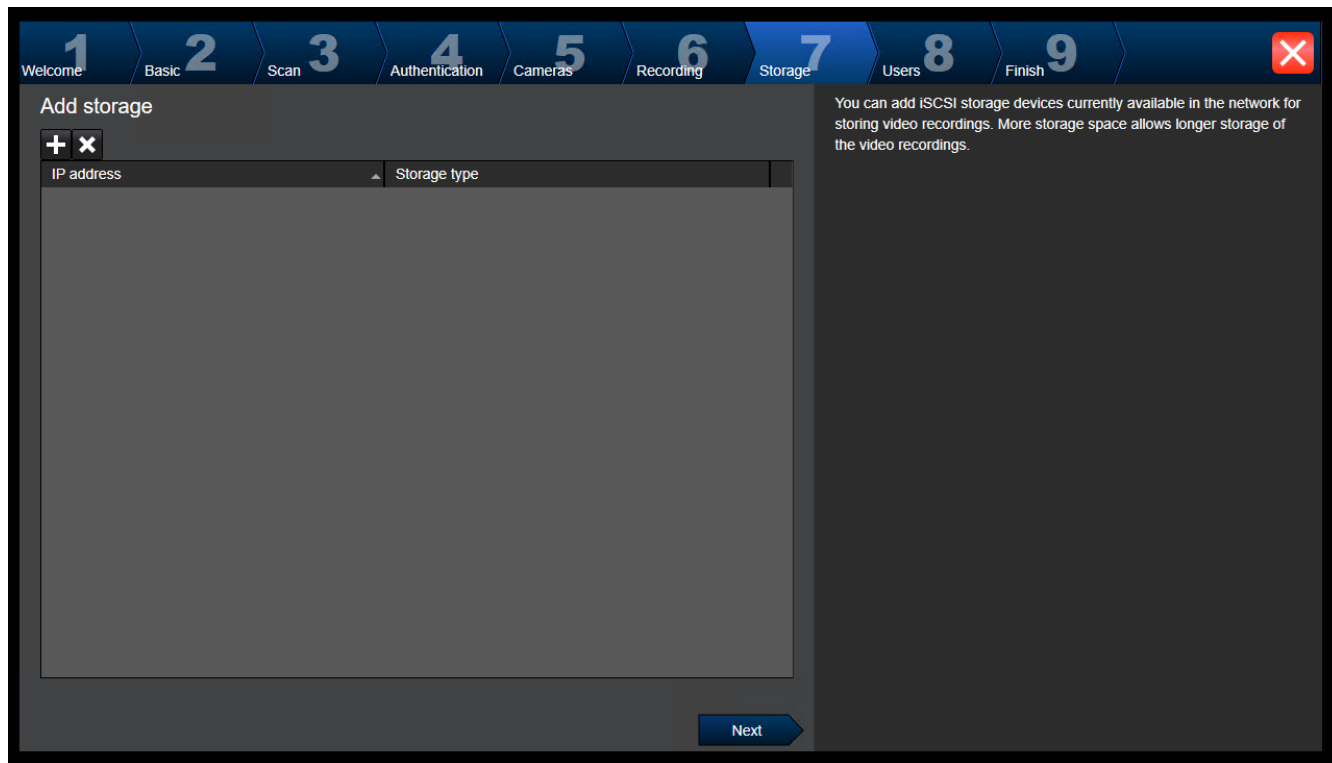 1 Welcome
2 Basic
3 Scan
4 Authentication
5 Cameras
6 Recording
7 Storage
8 Users
9 Finish
Add storage
IP address
Storage type
Next
You can add iSCSI storage devices currently available in the network for
storing video recordings. More storage space allows longer storage of
the video recordings.